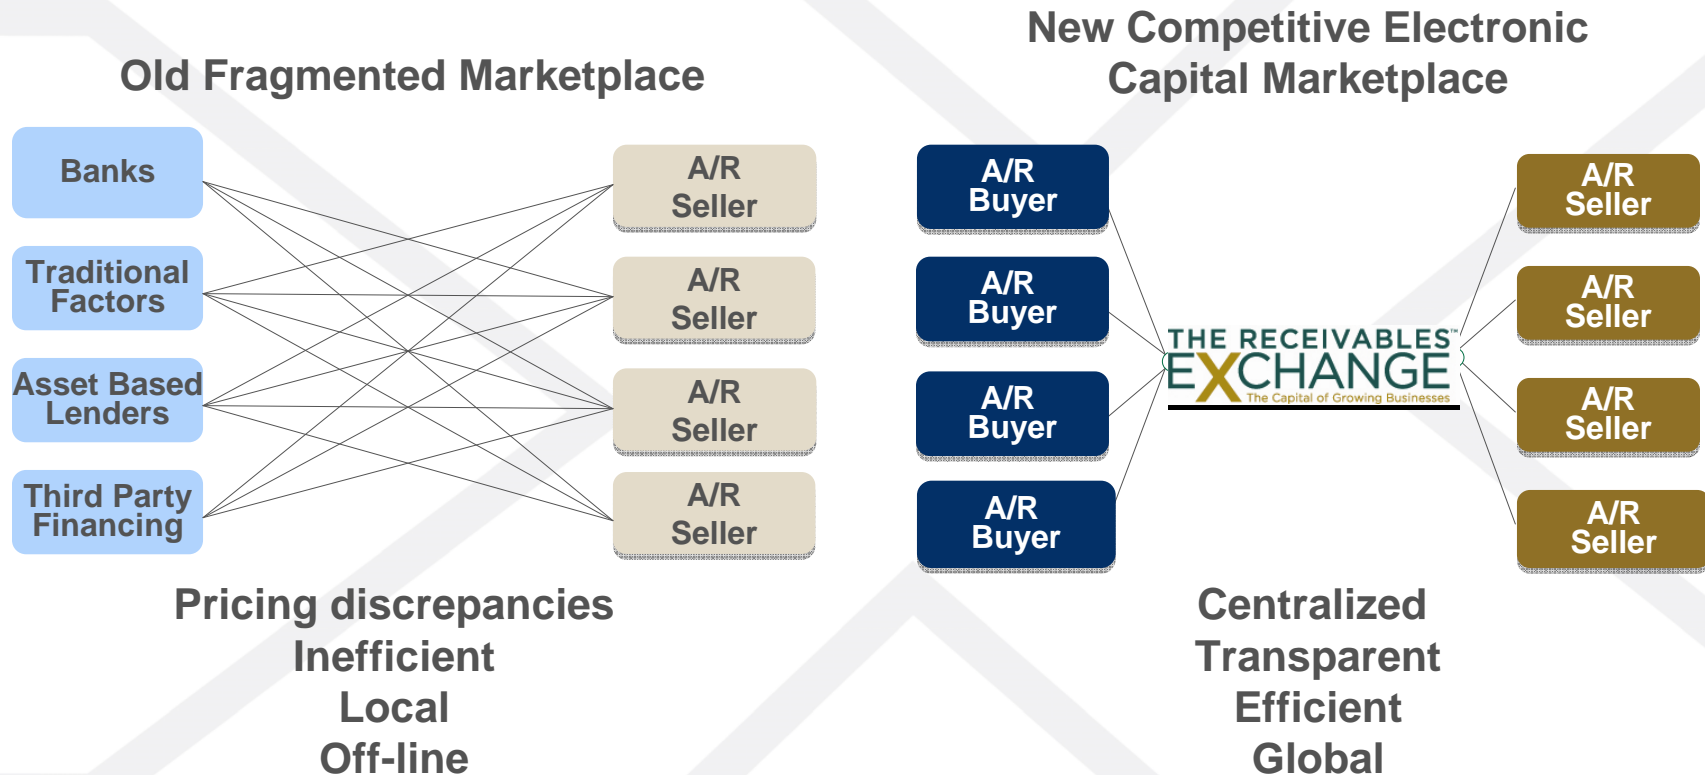 Old Fragmented Marketplace
Banks
Traditional
Factors
Asset Based
Lenders
Third Party
Financing
A/R
Seller
A/R
Seller
A/R
Seller
A/R
Seller
Pricing discrepancies
Inefficient
Local
Off-line
New Competitive Electronic
Capital Marketplace
A/R
Buyer
A/R
Buyer
A/R
Buyer
A/R
Buyer
THE RECEIVABLES™
EXCHANGE
The Capital of Growing Businesses
A/R
Seller
A/R
Seller
A/R
Seller
A/R
Seller
Centralized
Transparent
Efficient
Global